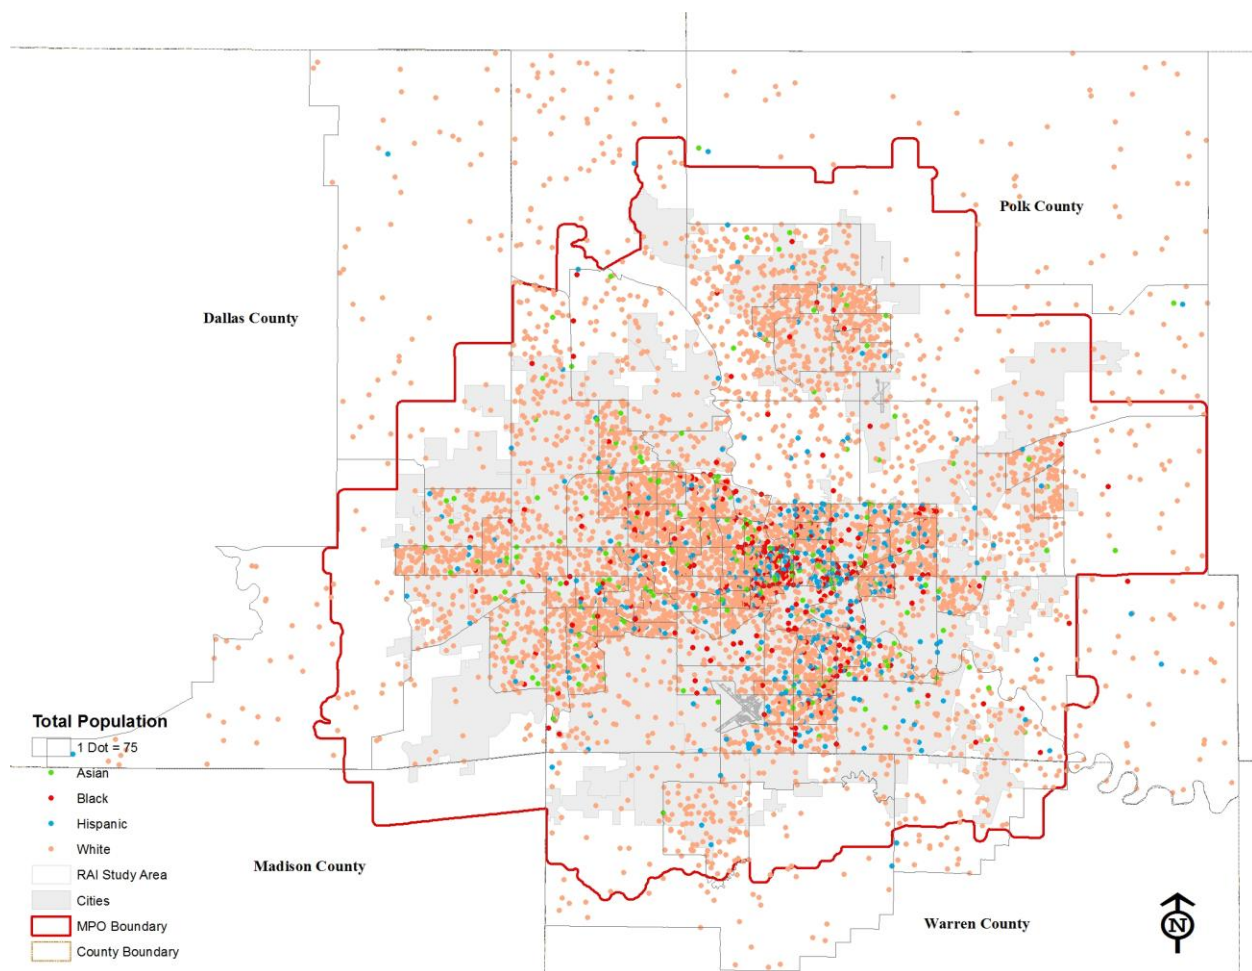 Polk County
Dallas County
Total Population
1 Dot = 75
Asian
Black
Hispanic
White
RAI Study Area
Cities
MPO Boundary
County Boundary
Madison County
Warren County
N